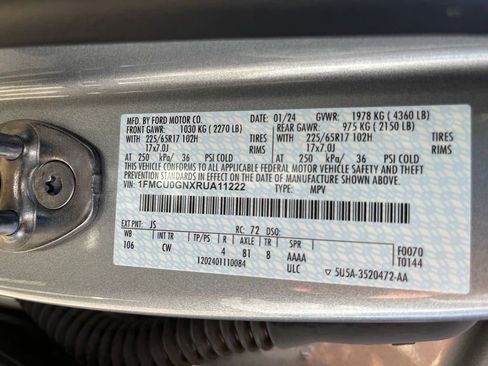 MFD. BY FORD MOTOR CO. DATE: 01/24 GVWR: 1978 KG ( 4360 LB)
FRONT GAWR: 1030 KG ( 2270 LB) REAR GAWR: 975 KG ( 2150 LB)
WITH 225/65R17 102H TIRES WITH 225/65R17 102H TIRES
17x7.0J RIMS 17x7.0J RIMS
AT 250 kPa/ 36 PSI COLD AT 250 kPa/ 36 PSI COLD
THIS VEHICLE CONFORMS TO ALL APPLICABLE FEDERAL MOTOR VEHICLE SAFETY AND THEFT PREVENTION STANDARDS IN EFFECT ON THE DATE OF MANUFACTURE SHOWN ABOVE.
VIN: 1FMCU0GNXRUA11222 TYPE: MPV
EXT PNT: JS RC: 72 DSO:
WB INT TR TP/PS R AXLE TR SPR
106 CW 4 81 8 AAAA F0070
ULC T0144
1202401110084 5U5A-3520472-AA